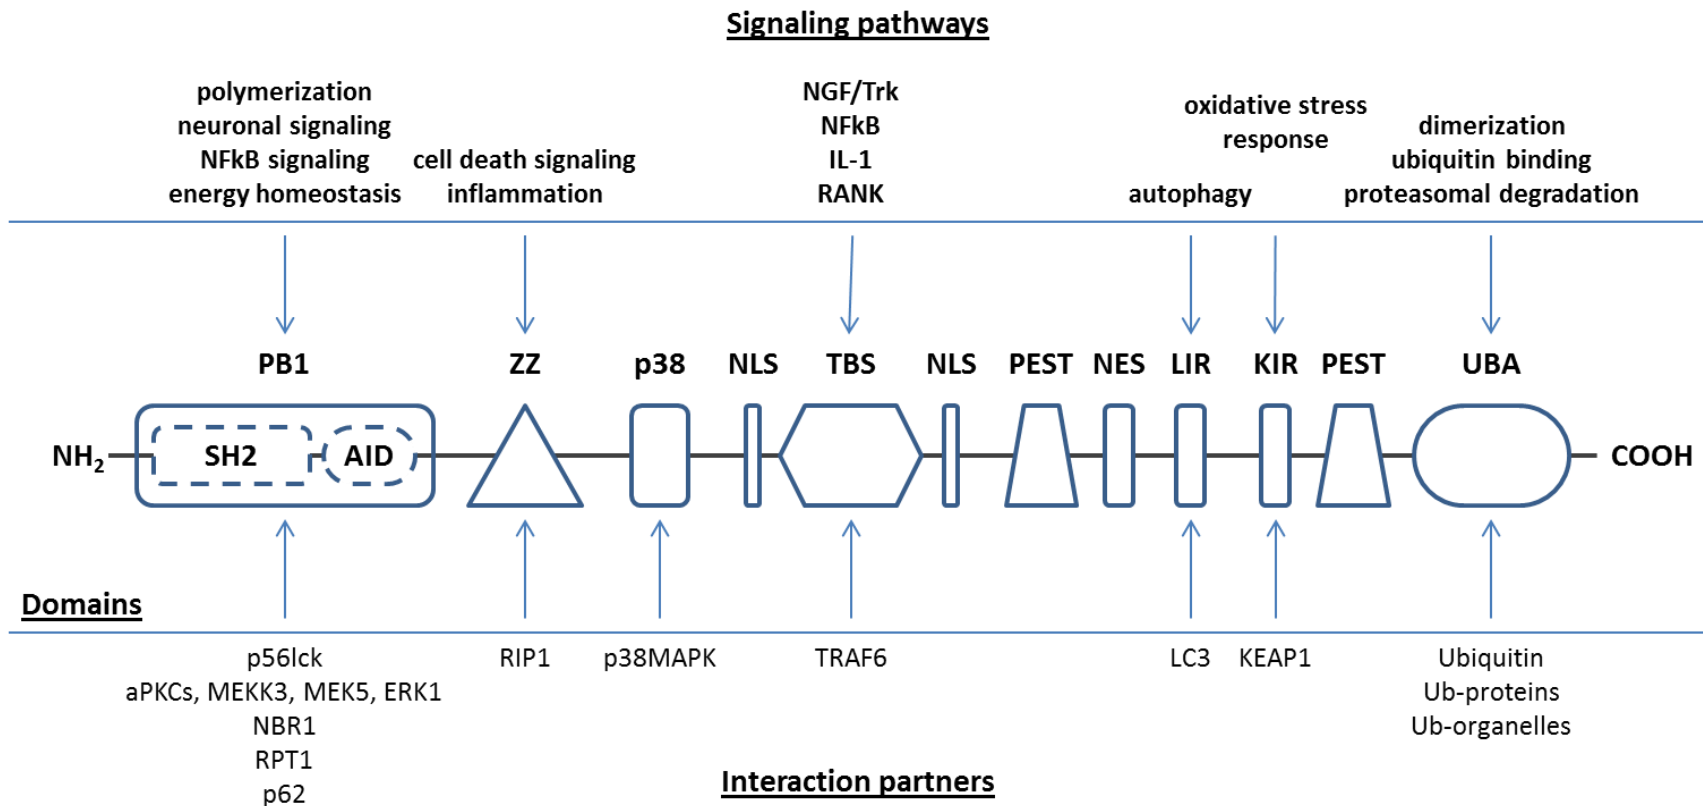 Signaling pathways
polymerization
neuronal signaling
NFkB signaling
energy homeostasis
cell death signaling
inflammation
NGF/Trk
NFkB
IL-1
RANK
autophagy
oxidative stress
response
dimerization
ubiquitin binding
proteasomal degradation
PB1 ZZ p38 NLS TBS NLS PEST NES LIR KIR PEST UBA
NH₂ SH2 AID COOH
Domains
p56lck
aPKCs, MEKK3, MEK5, ERK1
NBR1
RPT1
p62
RIP1
p38MAPK
TRAF6
LC3
KEAP1
Ubiquitin
Ub-proteins
Ub-organelles
Interaction partners